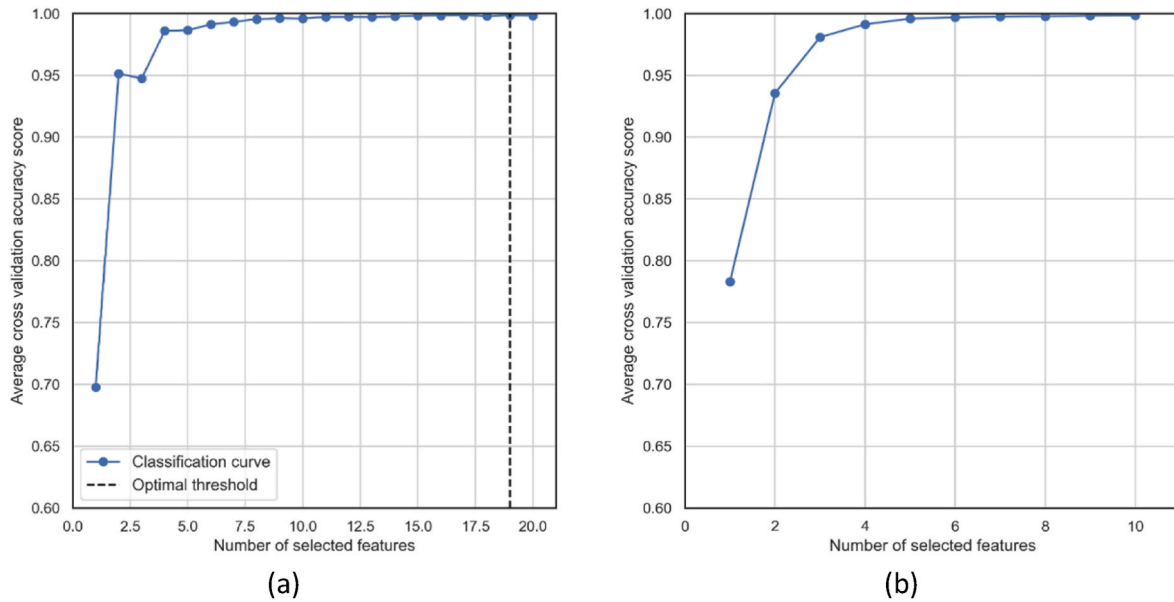 1.00
0.95
0.90
0.85
0.80
0.75
0.70
0.65
0.60
Average cross validation accuracy score
Classification curve
Optimal threshold
0.0 2.5 5.0 7.5 10.0 12.5 15.0 17.5 20.0
Number of selected features
(a)
1.00
0.95
0.90
0.85
0.80
0.75
0.70
0.65
0.60
Average cross validation accuracy score
0 2 4 6 8 10
Number of selected features
(b)